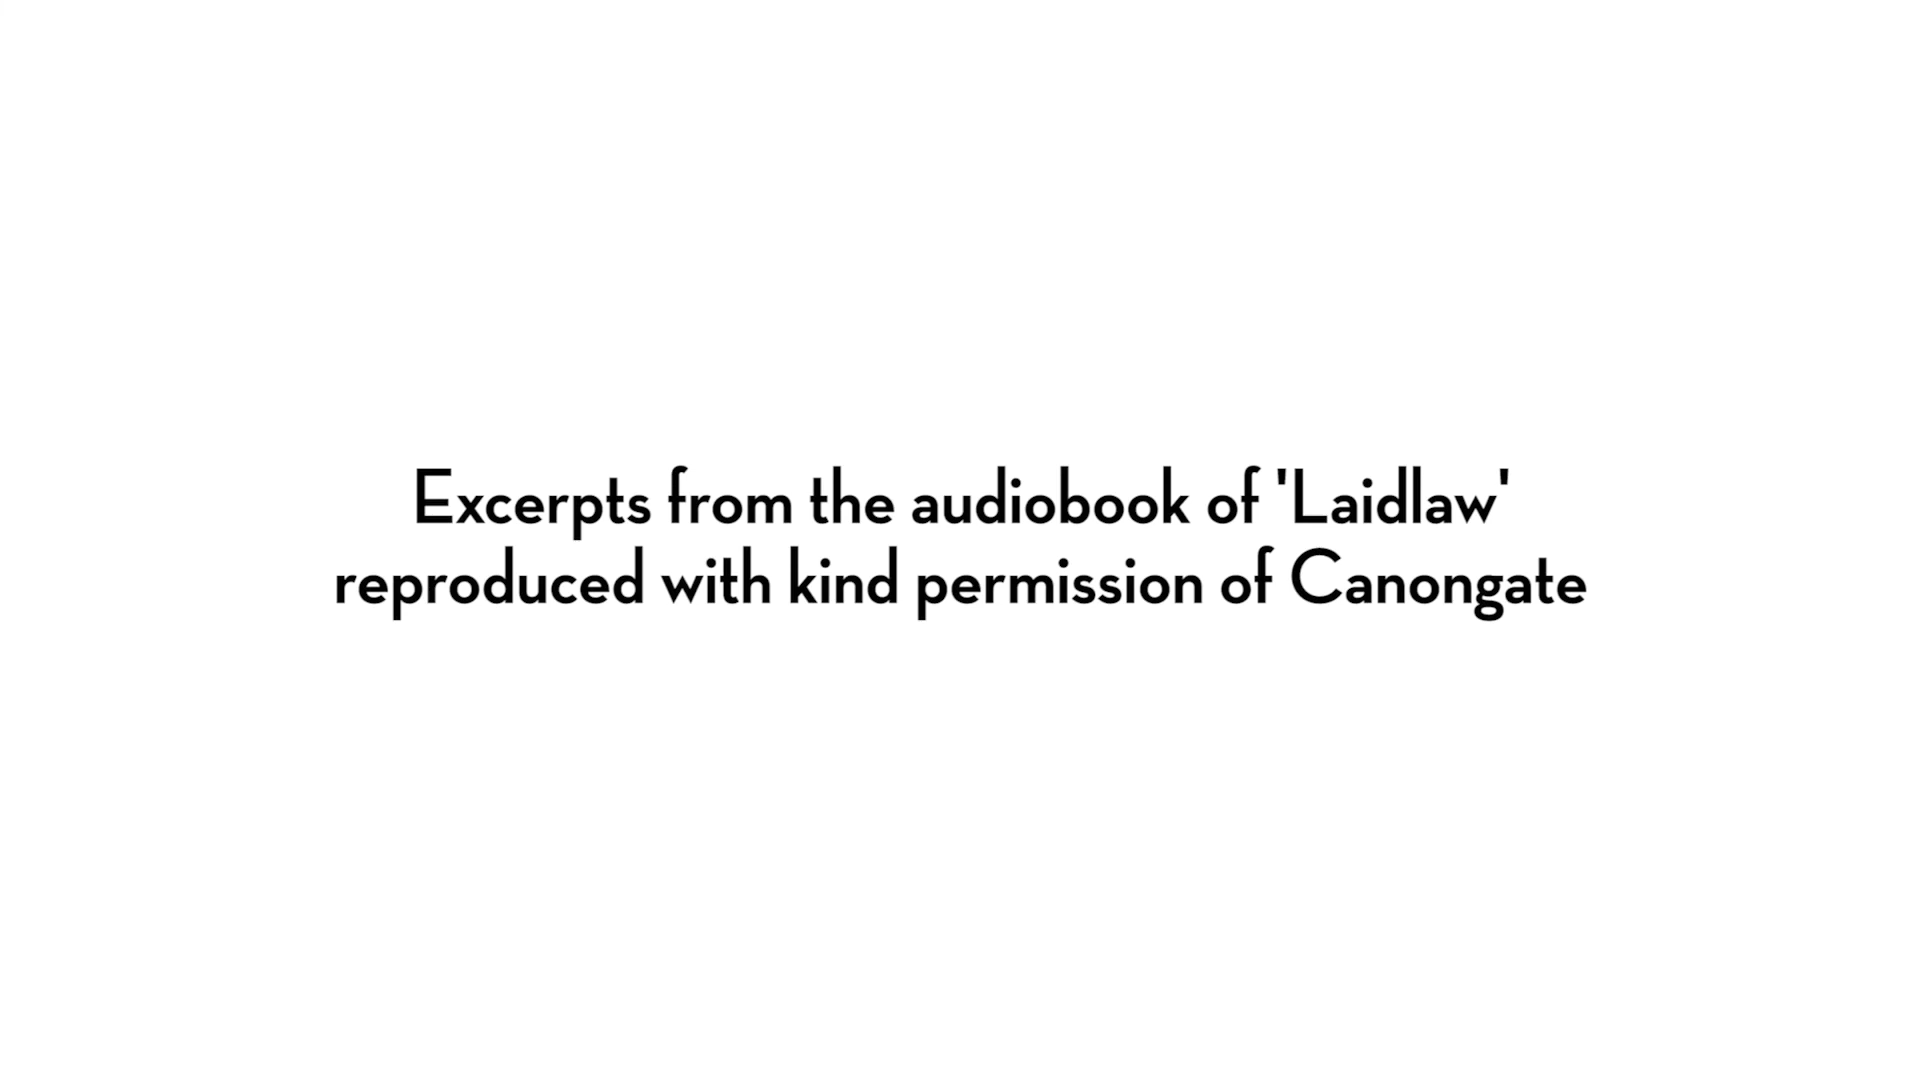 Excerpts from the audiobook of 'Laidlaw'
reproduced with kind permission of Canongate